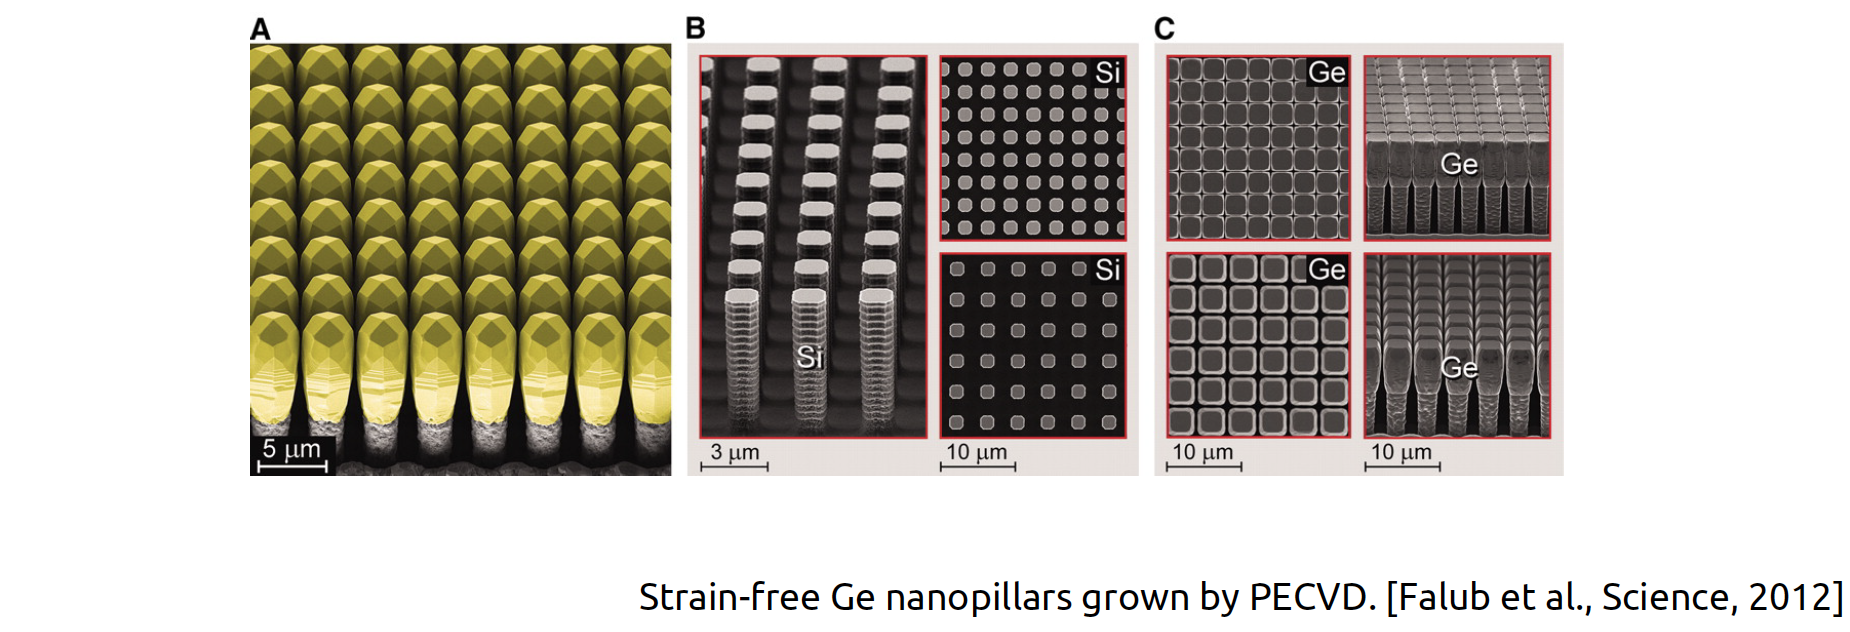 A
5 μm
B
Si
Si
Si
3 μm
10 μm
C
Ge
Ge
Ge
Ge
10 μm
10 μm
Strain-free Ge nanopillars grown by PECVD. [Falub et al., Science, 2012]